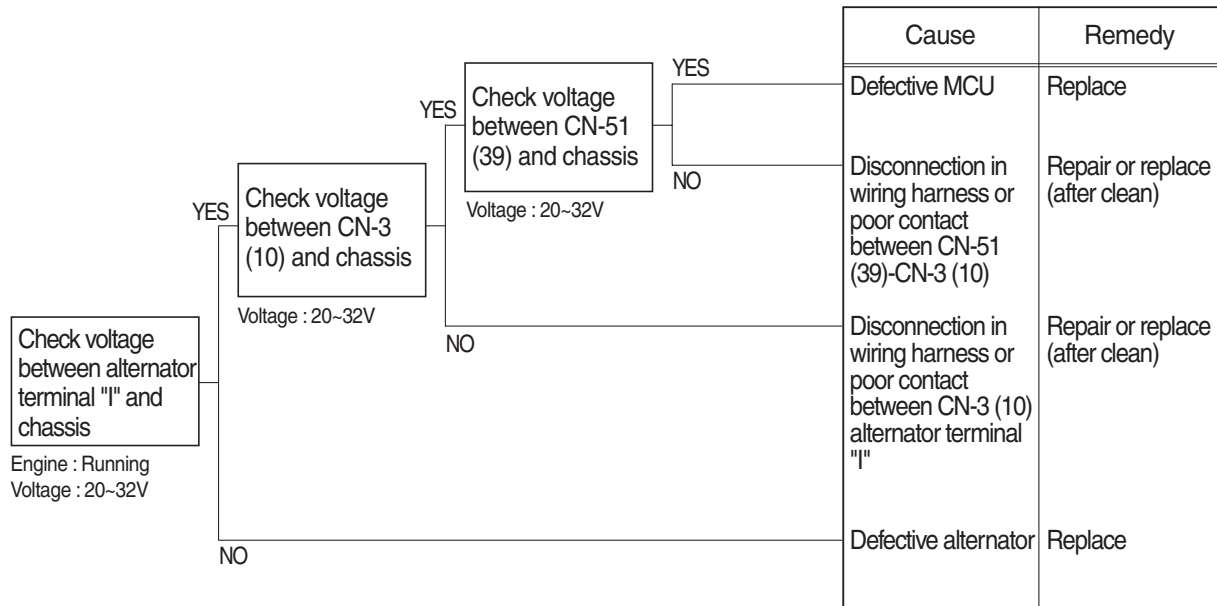 Cause
Remedy
YES
Defective MCU
Replace
YES
Check voltage
between CN-51
(39) and chassis
NO
Voltage : 20~32V
Disconnection in
wiring harness or
poor contact
between CN-51
(39)-CN-3 (10)
Repair or replace
(after clean)
YES
Check voltage
between CN-3
(10) and chassis
Voltage : 20~32V
NO
Disconnection in
wiring harness or
poor contact
between CN-3 (10)
alternator terminal
"I"
Repair or replace
(after clean)
Check voltage
between alternator
terminal "I" and
chassis
Engine : Running
Voltage : 20~32V
NO
Defective alternator
Replace